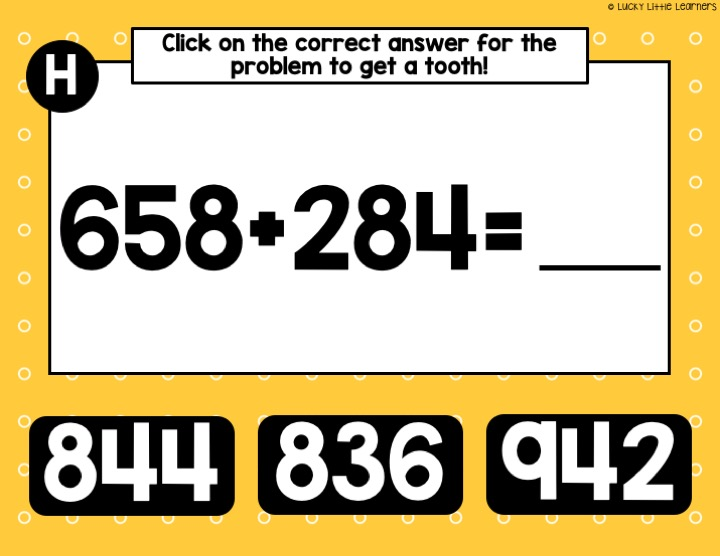 © Lucky Little Learners
Click on the correct answer for the
problem to get a tooth!
H
658+284= ___
844 836 942